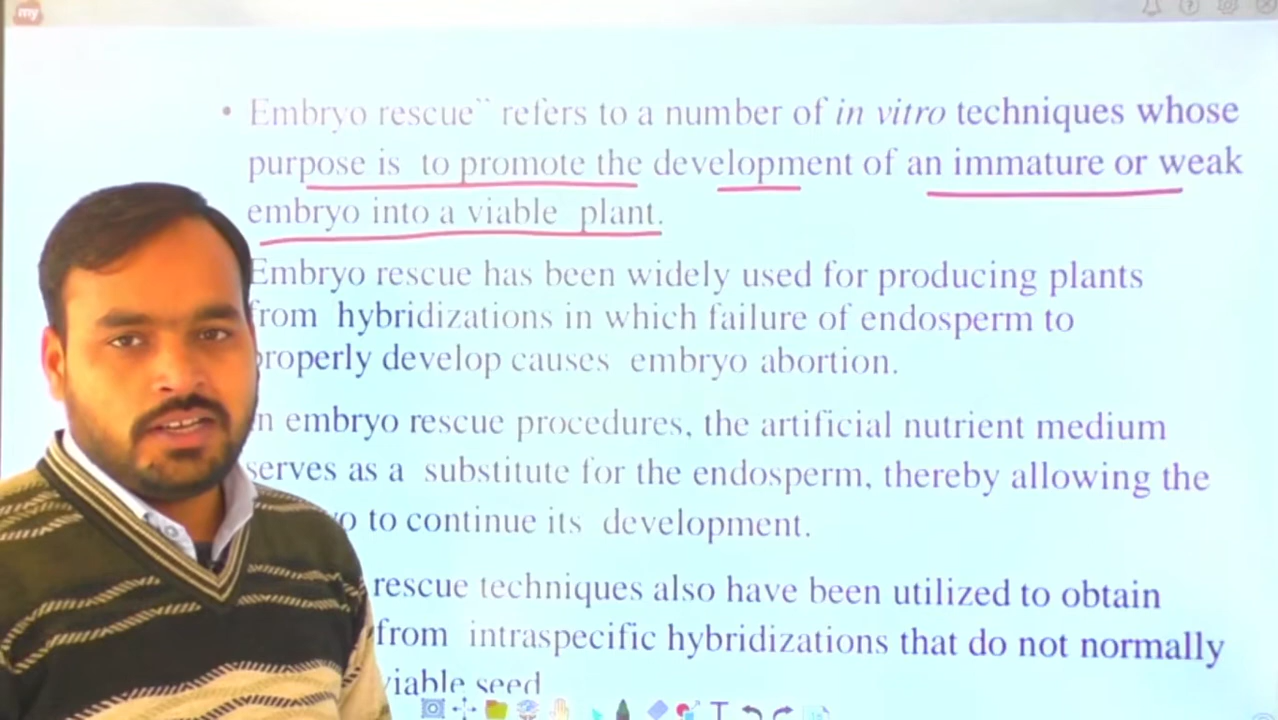 my
• Embryo rescue`` refers to a number of in vitro techniques whose
purpose is to promote the development of an immature or weak
embryo into a viable plant.
Embryo rescue has been widely used for producing plants
from hybridizations in which failure of endosperm to
properly develop causes embryo abortion.
n embryo rescue procedures, the artificial nutrient medium
serves as a substitute for the endosperm, thereby allowing the
o to continue its development.
rescue techniques also have been utilized to obtain
from intraspecific hybridizations that do not normally
viable seed